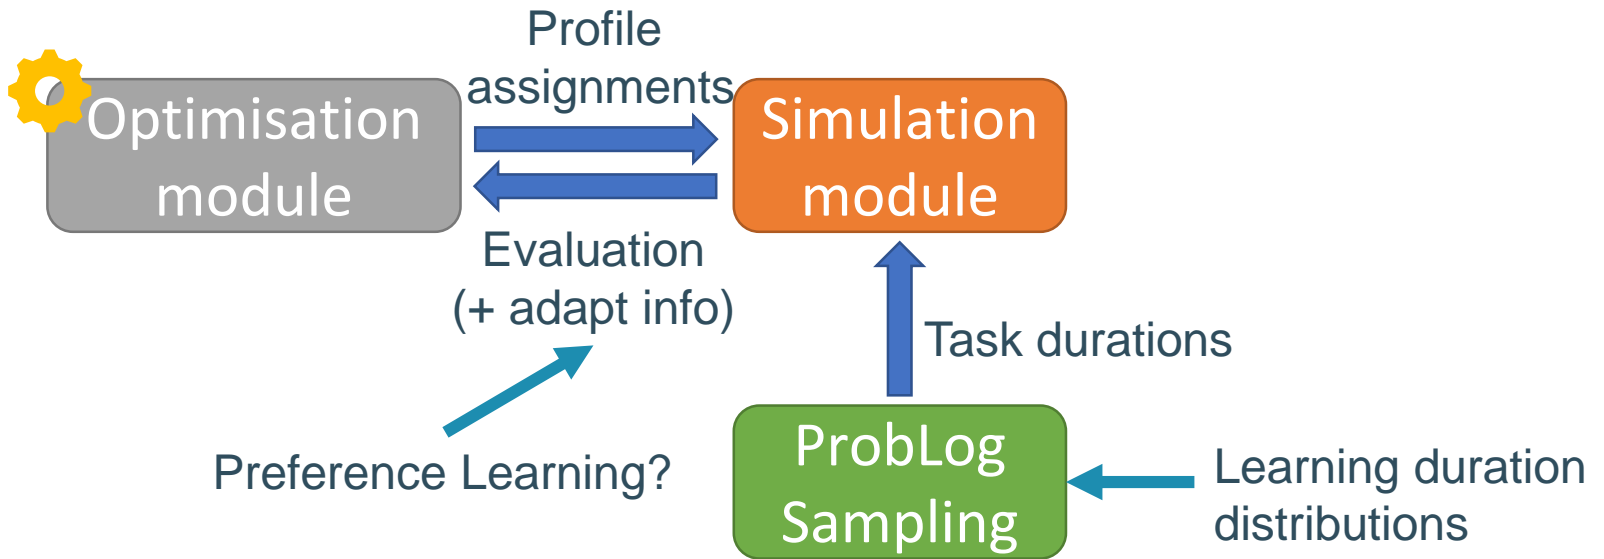 Profile
assignments
Optimisation
module
Simulation
module
Evaluation
(+ adapt info)
Task durations
Preference Learning?
ProbLog
Sampling
Learning duration
distributions